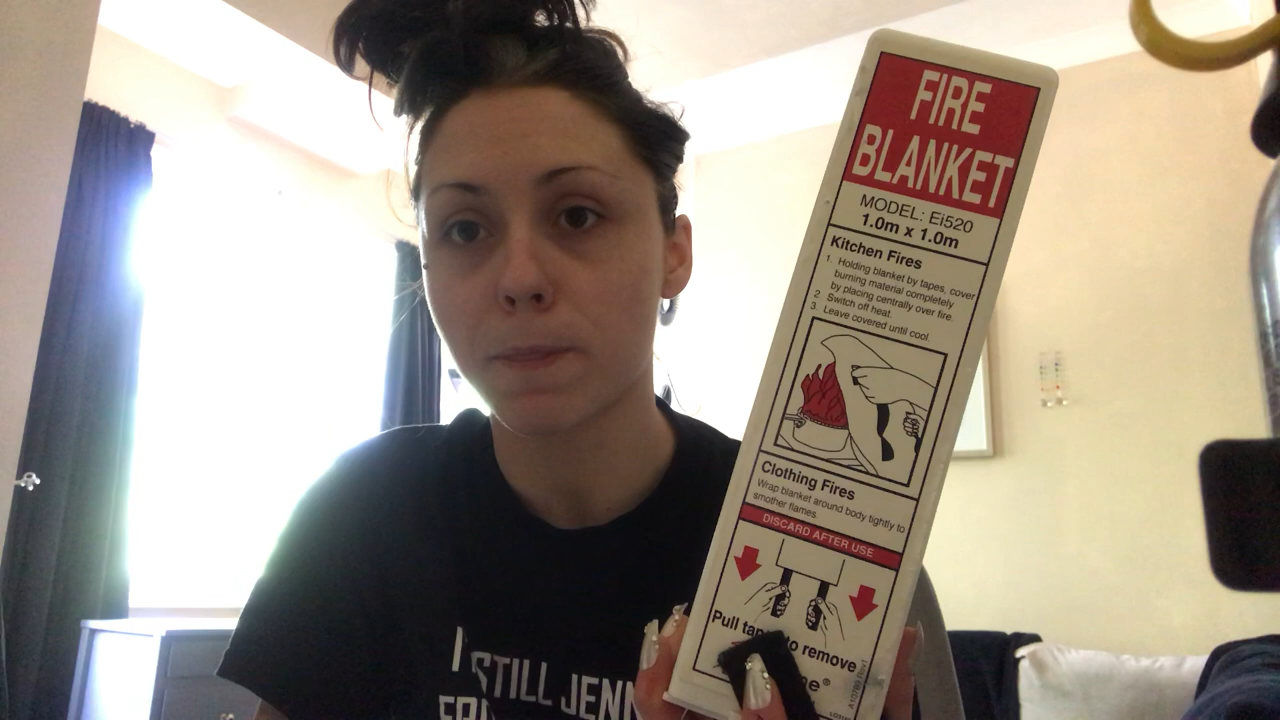 FIRE
BLANKET
MODEL: Ei520
1.0m x 1.0m
Kitchen Fires
1. Holding blanket by tapes, cover
burning material completely
by placing centrally over fire.
2. Switch off heat.
3. Leave covered until cool.
Clothing Fires
Wrap blanket around body tightly to
smother flames.
DISCARD AFTER USE
Pull to remove
®
I STILL JENN